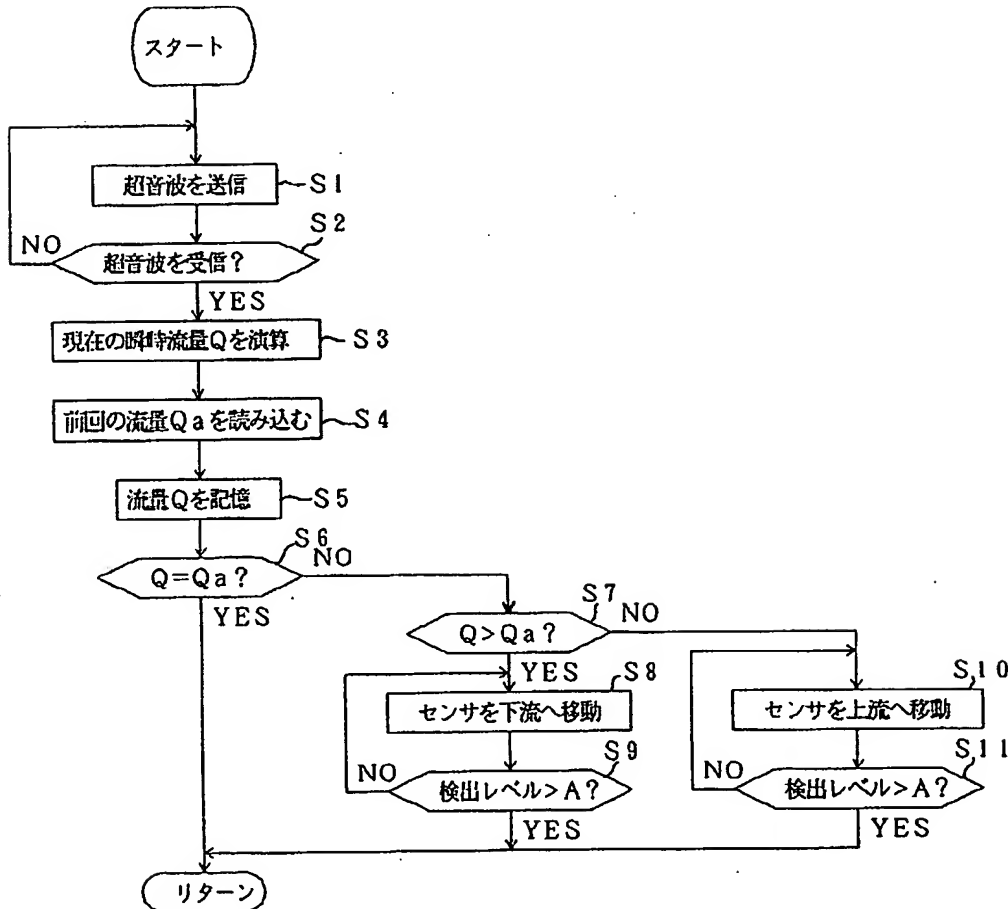 スタート
超音波を送信
S1
S2
NO
超音波を受信?
YES
現在の瞬時流量Qを演算
S3
前回の流量Qaを読み込む
S4
流量Qを記憶
S5
S6
NO
Q=Qa?
YES
S7
NO
Q>Qa?
YES
S8
S10
センサを下流へ移動
センサを上流へ移動
S9
S11
NO
検出レベル>A?
NO
検出レベル>A?
YES
YES
リターン